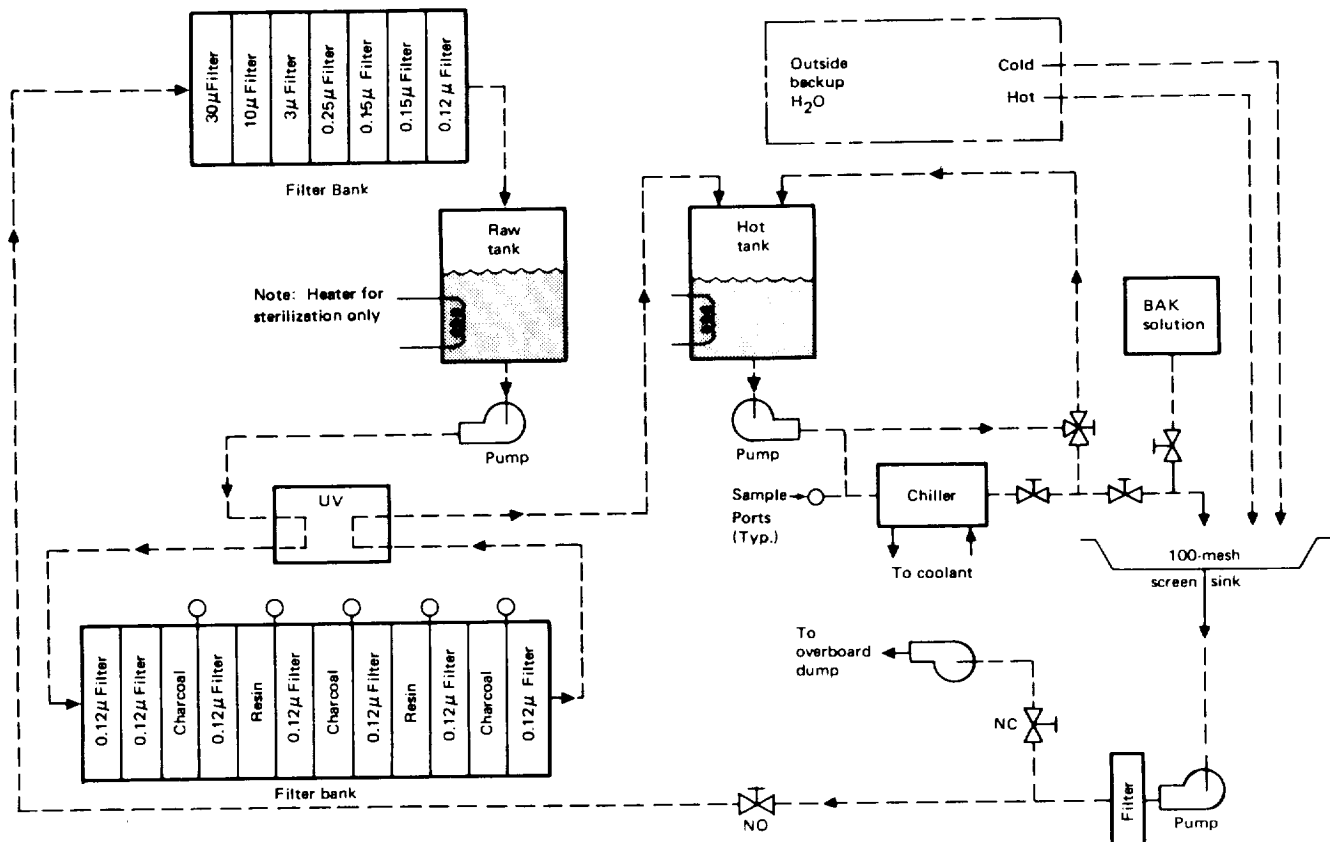 30μFilter
10μ Filter
3μ Filter
0.25μ Filter
0.15μ Filter
0.15μ Filter
0.12μ Filter
Filter Bank
Outside
backup
H₂O
Cold
Hot
Raw
tank
Hot
tank
Note: Heater for
sterilization only
BAK
solution
Pump
Pump
UV
Sample
Ports
(Typ.)
Chiller
To coolant
100-mesh
screen sink
0.12μ Filter
0.12μ Filter
Charcoal
0.12μ Filter
Resin
0.12μ Filter
Charcoal
0.12μ Filter
Resin
0.12μ Filter
Charcoal
0.12μ Filter
Filter bank
To
overboard
dump
NC
NO
Filter
Pump